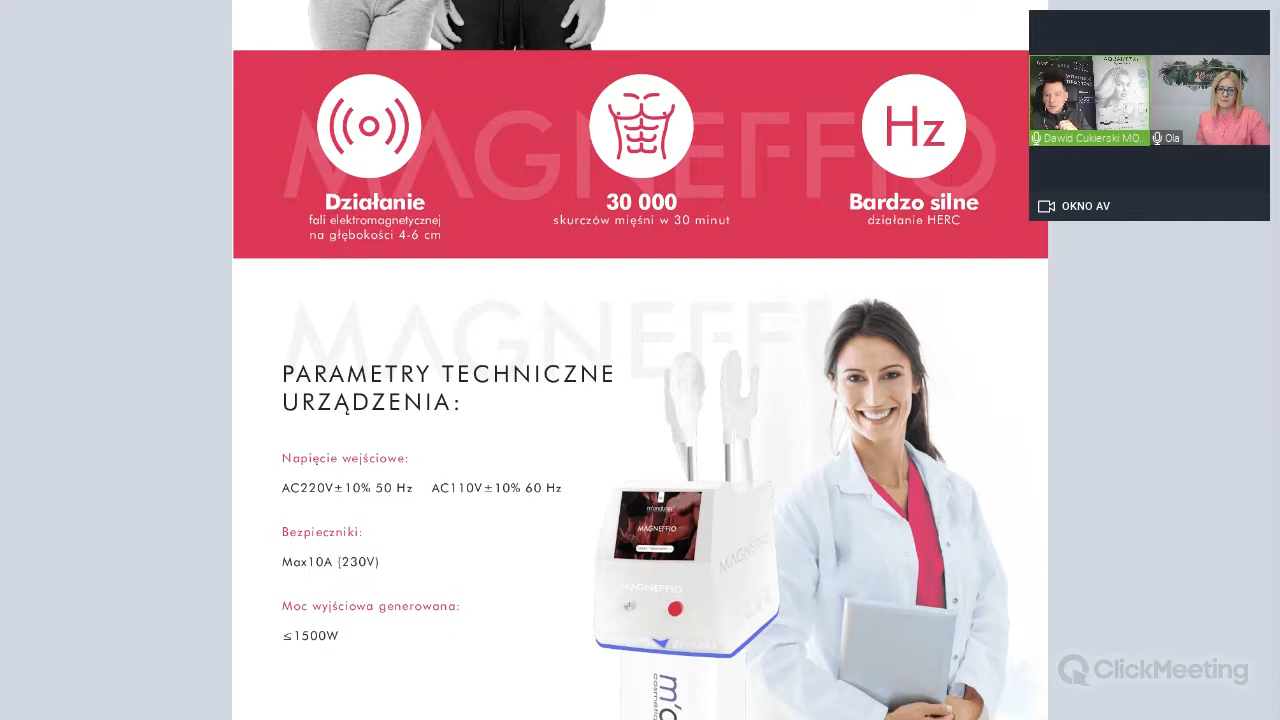 MAGNEFFIO
Hz
Działanie
fali elektromagnetycznej
na głębokości 4-6 cm
30 000
skurczów mięśni w 30 minut
Bardzo silne
działanie HERC
Dawid Cukierski MO...
Ola
OKNO AV
MAGNEFFIO
PARAMETRY TECHNICZNE
URZĄDZENIA:
Napięcie wejściowe:
AC220V±10% 50 Hz AC110V±10% 60 Hz
Bezpieczniki:
Max10A (230V)
Moc wyjściowa generowana:
≤1500W
MAGNEFFIO
MAGNEFFIO
MAGNEFFIO
ClickMeeting